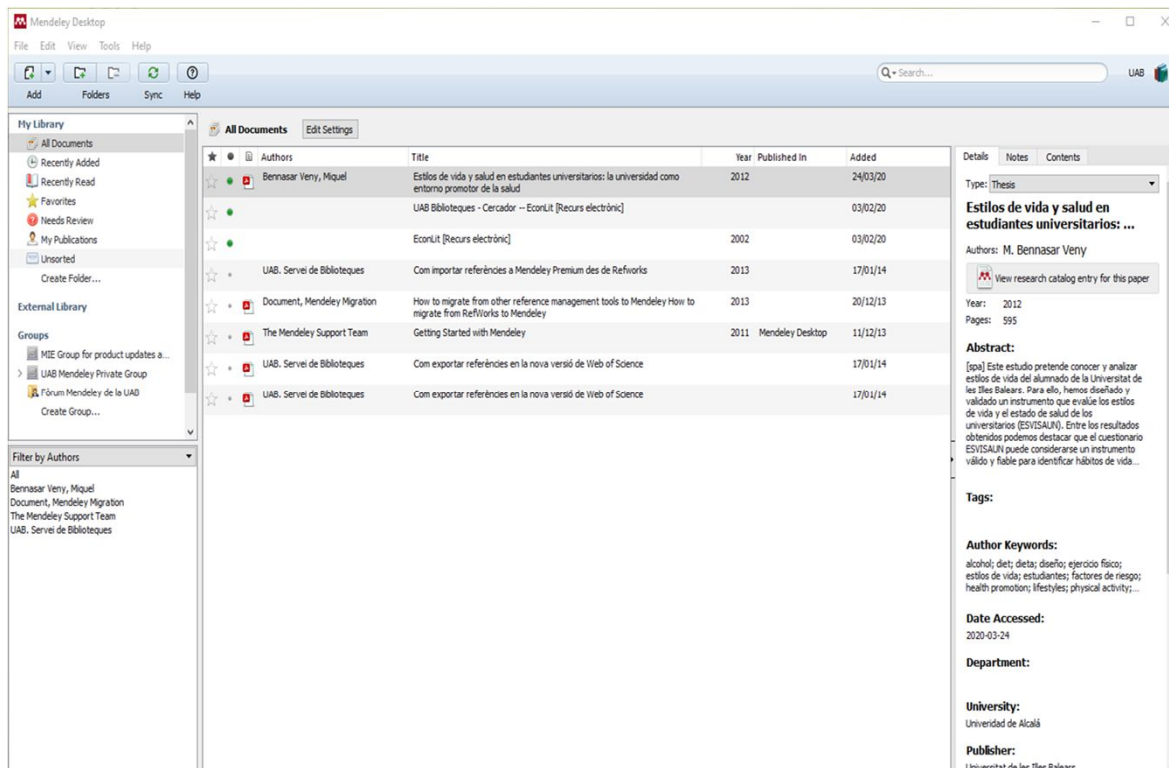 Mendeley Desktop
File Edit View Tools Help
Search...
UAB
Add Folders Sync Help
My Library
All Documents
Recently Added
Recently Read
Favorites
Needs Review
My Publications
Unsorted
Create Folder...
External Library
Groups
MIE Group for product updates a...
UAB Mendeley Private Group
Fòrum Mendeley de la UAB
Create Group...
Filter by Authors
All
Bennasar Veny, Miquel
Document, Mendeley Migration
The Mendeley Support Team
UAB. Servei de Biblioteques
All Documents Edit Settings
Authors Title Year Published In Added
Bennasar Veny, Miquel Estilos de vida y salud en estudiantes universitarios: la universidad como 2012 24/03/20
entorno promotor de la salud
UAB Biblioteques - Cercador -- EconLit [Recurs electrònic] 03/02/20
EconLit [Recurs electrònic] 2002 03/02/20
UAB. Servei de Biblioteques Com importar referències a Mendeley Premium des de Refworks 2013 17/01/14
Document, Mendeley Migration How to migrate from other reference management tools to Mendeley How to 2013 20/12/13
migrate from RefWorks to Mendeley
The Mendeley Support Team Getting Started with Mendeley 2011 Mendeley Desktop 11/12/13
UAB. Servei de Biblioteques Com exportar referències en la nova versió de Web of Science 17/01/14
UAB. Servei de Biblioteques Com exportar referències en la nova versió de Web of Science 17/01/14
Details Notes Contents
Type: Thesis
Estilos de vida y salud en
estudiantes universitarios: ...
Authors: M. Bennasar Veny
View research catalog entry for this paper
Year: 2012
Pages: 595
Abstract:
[spa] Este estudio pretende conocer y analizar
estilos de vida del alumnado de la Universitat de
les Illes Balears. Para ello, hemos diseñado y
validado un instrumento que evalúe los estilos
de vida y el estado de salud de los
universitarios (ESVISAUN). Entre los resultados
obtenidos podemos destacar que el cuestionario
ESVISAUN puede considerarse un instrumento
válido y fiable para identificar hábitos de vida...
Tags:
Author Keywords:
alcohol; diet; dieta; diseño; ejercicio físico;
estilos de vida; estudiantes; factores de riesgo;
health promotion; lifestyles; physical activity;...
Date Accessed:
2020-03-24
Department:
University:
Univeridad de Alcalá
Publisher:
Universitat de les Illes Balears